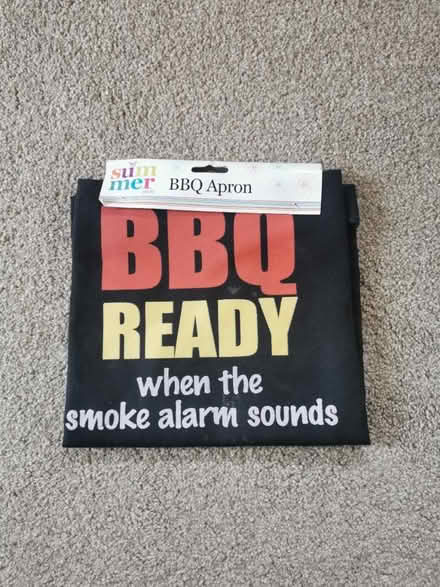 sum
mer
BBQ Apron
BBQ
READY
when the
smoke alarm sounds